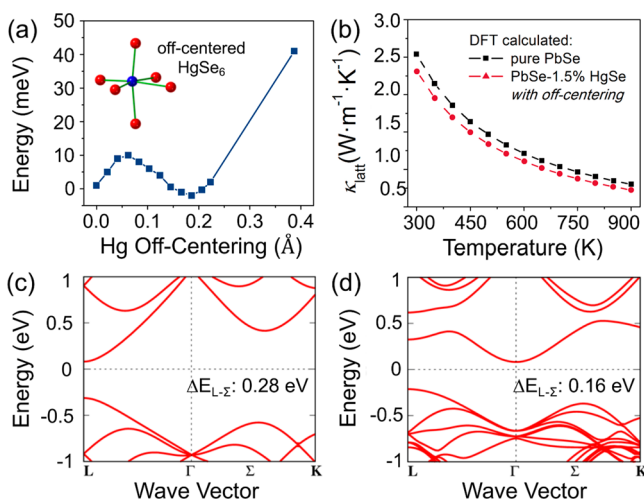 (a)
off-centered
HgSe6
Energy (meV)
50
40
30
20
10
0
0.0
0.1
0.2
0.3
0.4
Hg Off-Centering (Å)
(b)
DFT calculated:
pure PbSe
PbSe-1.5% HgSe
with off-centering
κlatt(W·m-1·K-1)
3.0
2.5
2.0
1.5
1.0
0.5
300
450
600
750
900
Temperature (K)
(c)
Energy (eV)
1
0.5
0
-0.5
-1
ΔEL-Σ: 0.28 eV
L
Γ
Σ
K
Wave Vector
(d)
Energy (eV)
1
0.5
0
-0.5
-1
ΔEL-Σ: 0.16 eV
L
Γ
Σ
K
Wave Vector